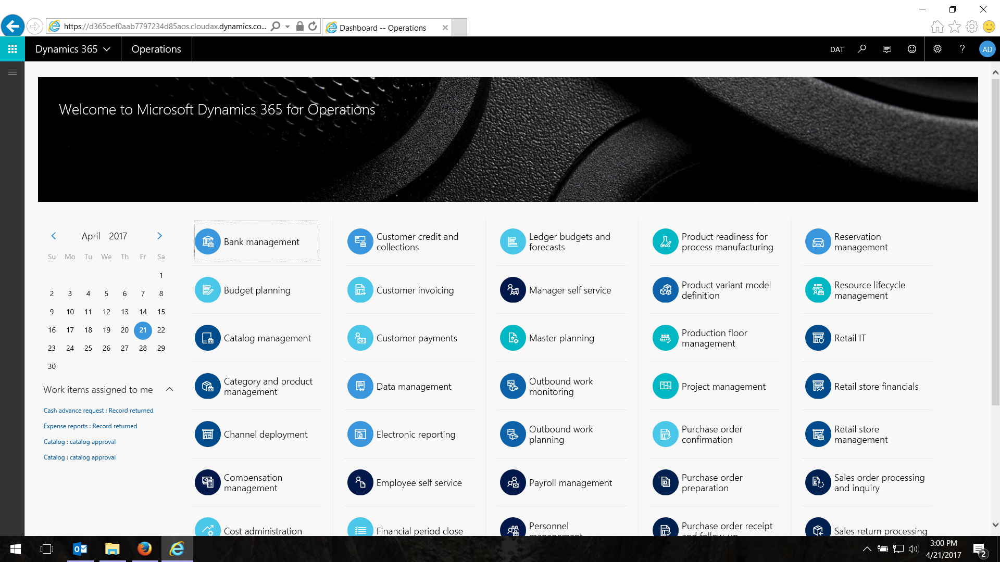 https://d365oef0aab7797234d85aos.cloudax.dynamics.co...
Dashboard -- Operations
Dynamics 365
Operations
DAT
?
AD
Welcome to Microsoft Dynamics 365 for Operations
April 2017
Su Mo Tu We Th Fr Sa
1
2 3 4 5 6 7 8
9 10 11 12 13 14 15
16 17 18 19 20 21 22
23 24 25 26 27 28 29
30
Work items assigned to me
Cash advance request : Record returned
Expense reports : Record returned
Catalog : catalog approval
Catalog : catalog approval
Bank management
Budget planning
Catalog management
Category and product
management
Channel deployment
Compensation
management
Cost administration
Customer credit and
collections
Customer invoicing
Customer payments
Data management
Electronic reporting
Employee self service
Financial period close
Ledger budgets and
forecasts
Manager self service
Master planning
Outbound work
monitoring
Outbound work
planning
Payroll management
Personnel
management
Product readiness for
process manufacturing
Product variant model
definition
Production floor
management
Project management
Purchase order
confirmation
Purchase order
preparation
Purchase order receipt
and follow-up
Reservation
management
Resource lifecycle
management
Retail IT
Retail store financials
Retail store
management
Sales order processing
and inquiry
Sales return processing
3:00 PM
4/21/2017
2